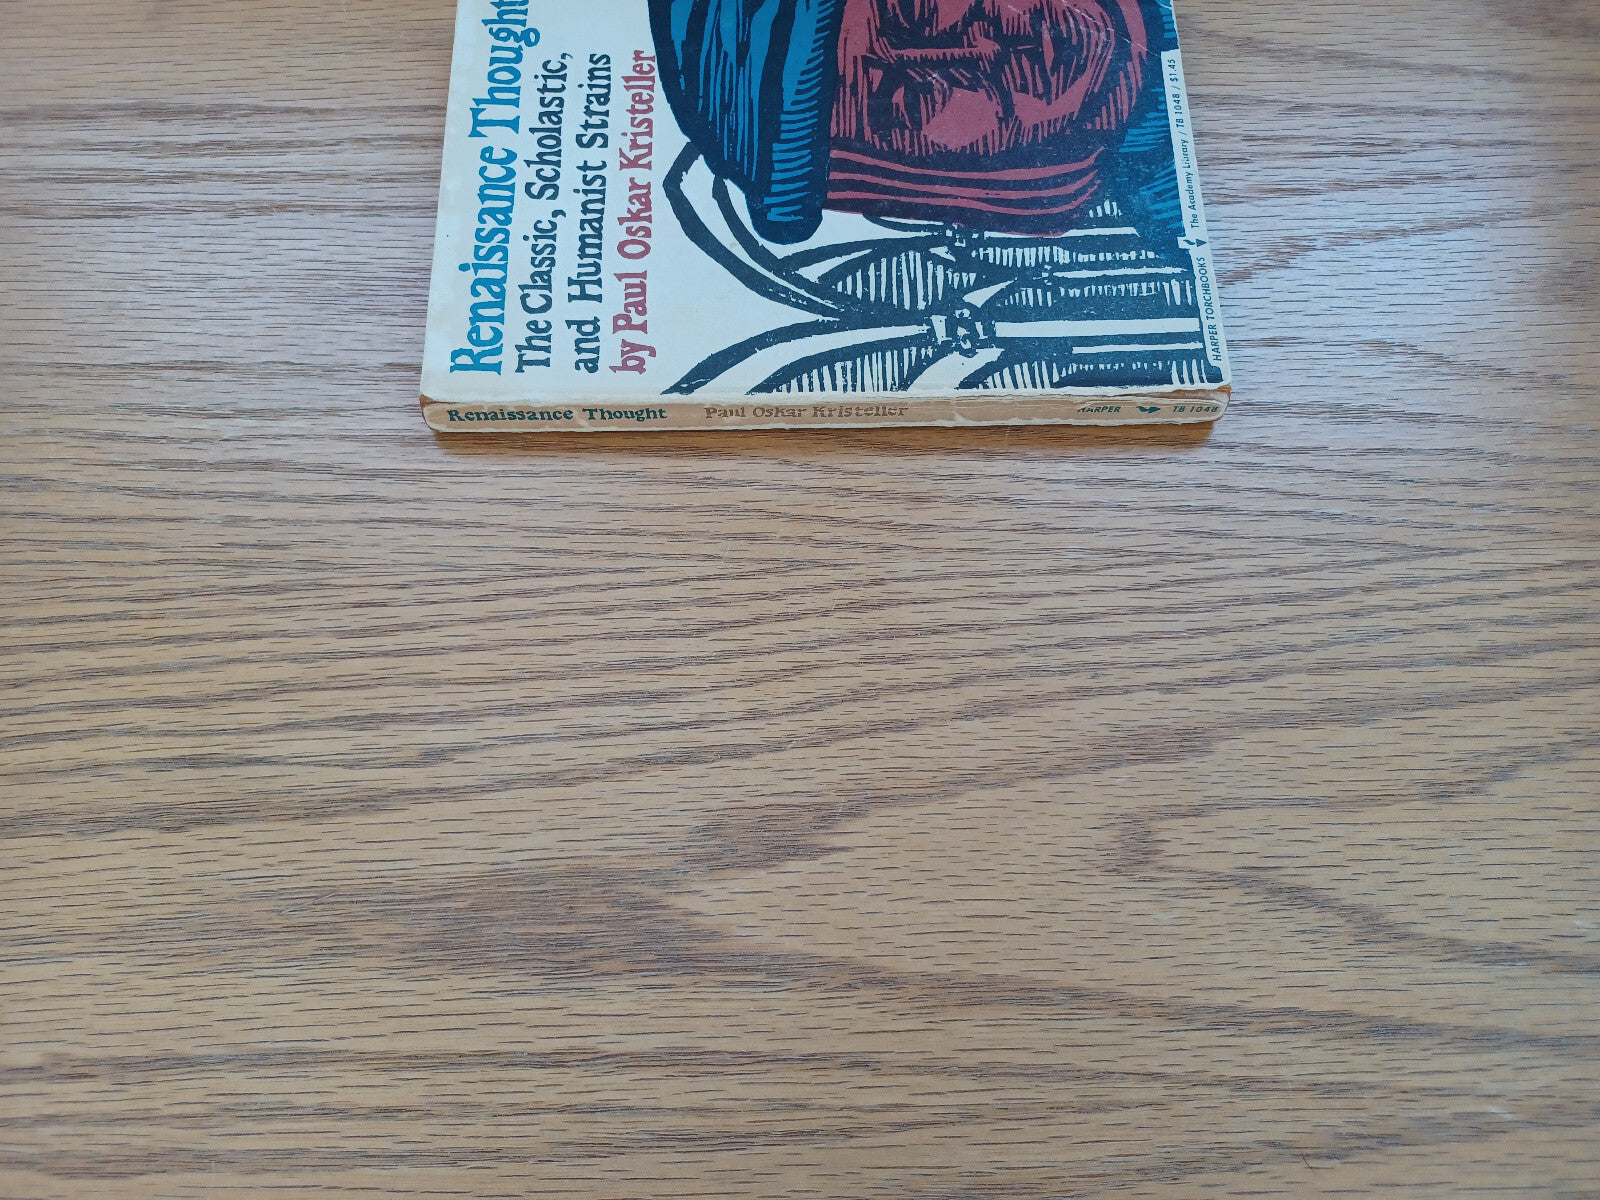 Renaissance Thought
The Classic, Scholastic,
and Humanist Strains
by Paul Oskar Kristeller
HARPER TORCHBOOKS The Academy Library / TB 1048 / $1.45
Renaissance Thought Paul Oskar Kristeller HARPER TB 1048